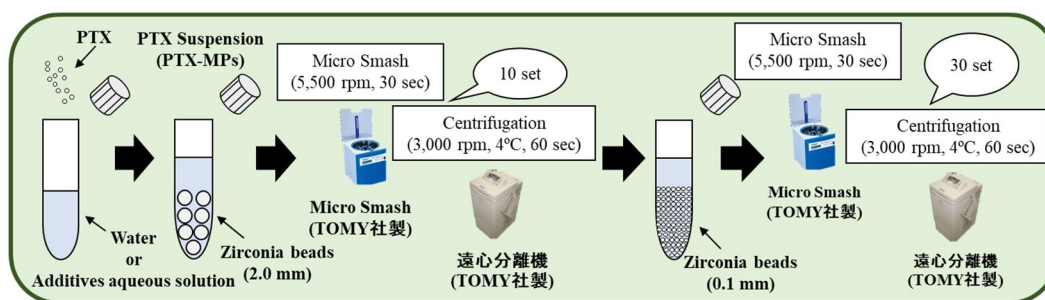 PTX
PTX Suspension
(PTX-MPs)
Micro Smash
(5,500 rpm, 30 sec)
10 set
Centrifugation
(3,000 rpm, 4ºC, 60 sec)
Water
or
Additives aqueous solution
Zirconia beads
(2.0 mm)
Micro Smash
(TOMY社製)
遠心分離機
(TOMY社製)
Micro Smash
(5,500 rpm, 30 sec)
30 set
Centrifugation
(3,000 rpm, 4ºC, 60 sec)
Zirconia beads
(0.1 mm)
Micro Smash
(TOMY社製)
遠心分離機
(TOMY社製)